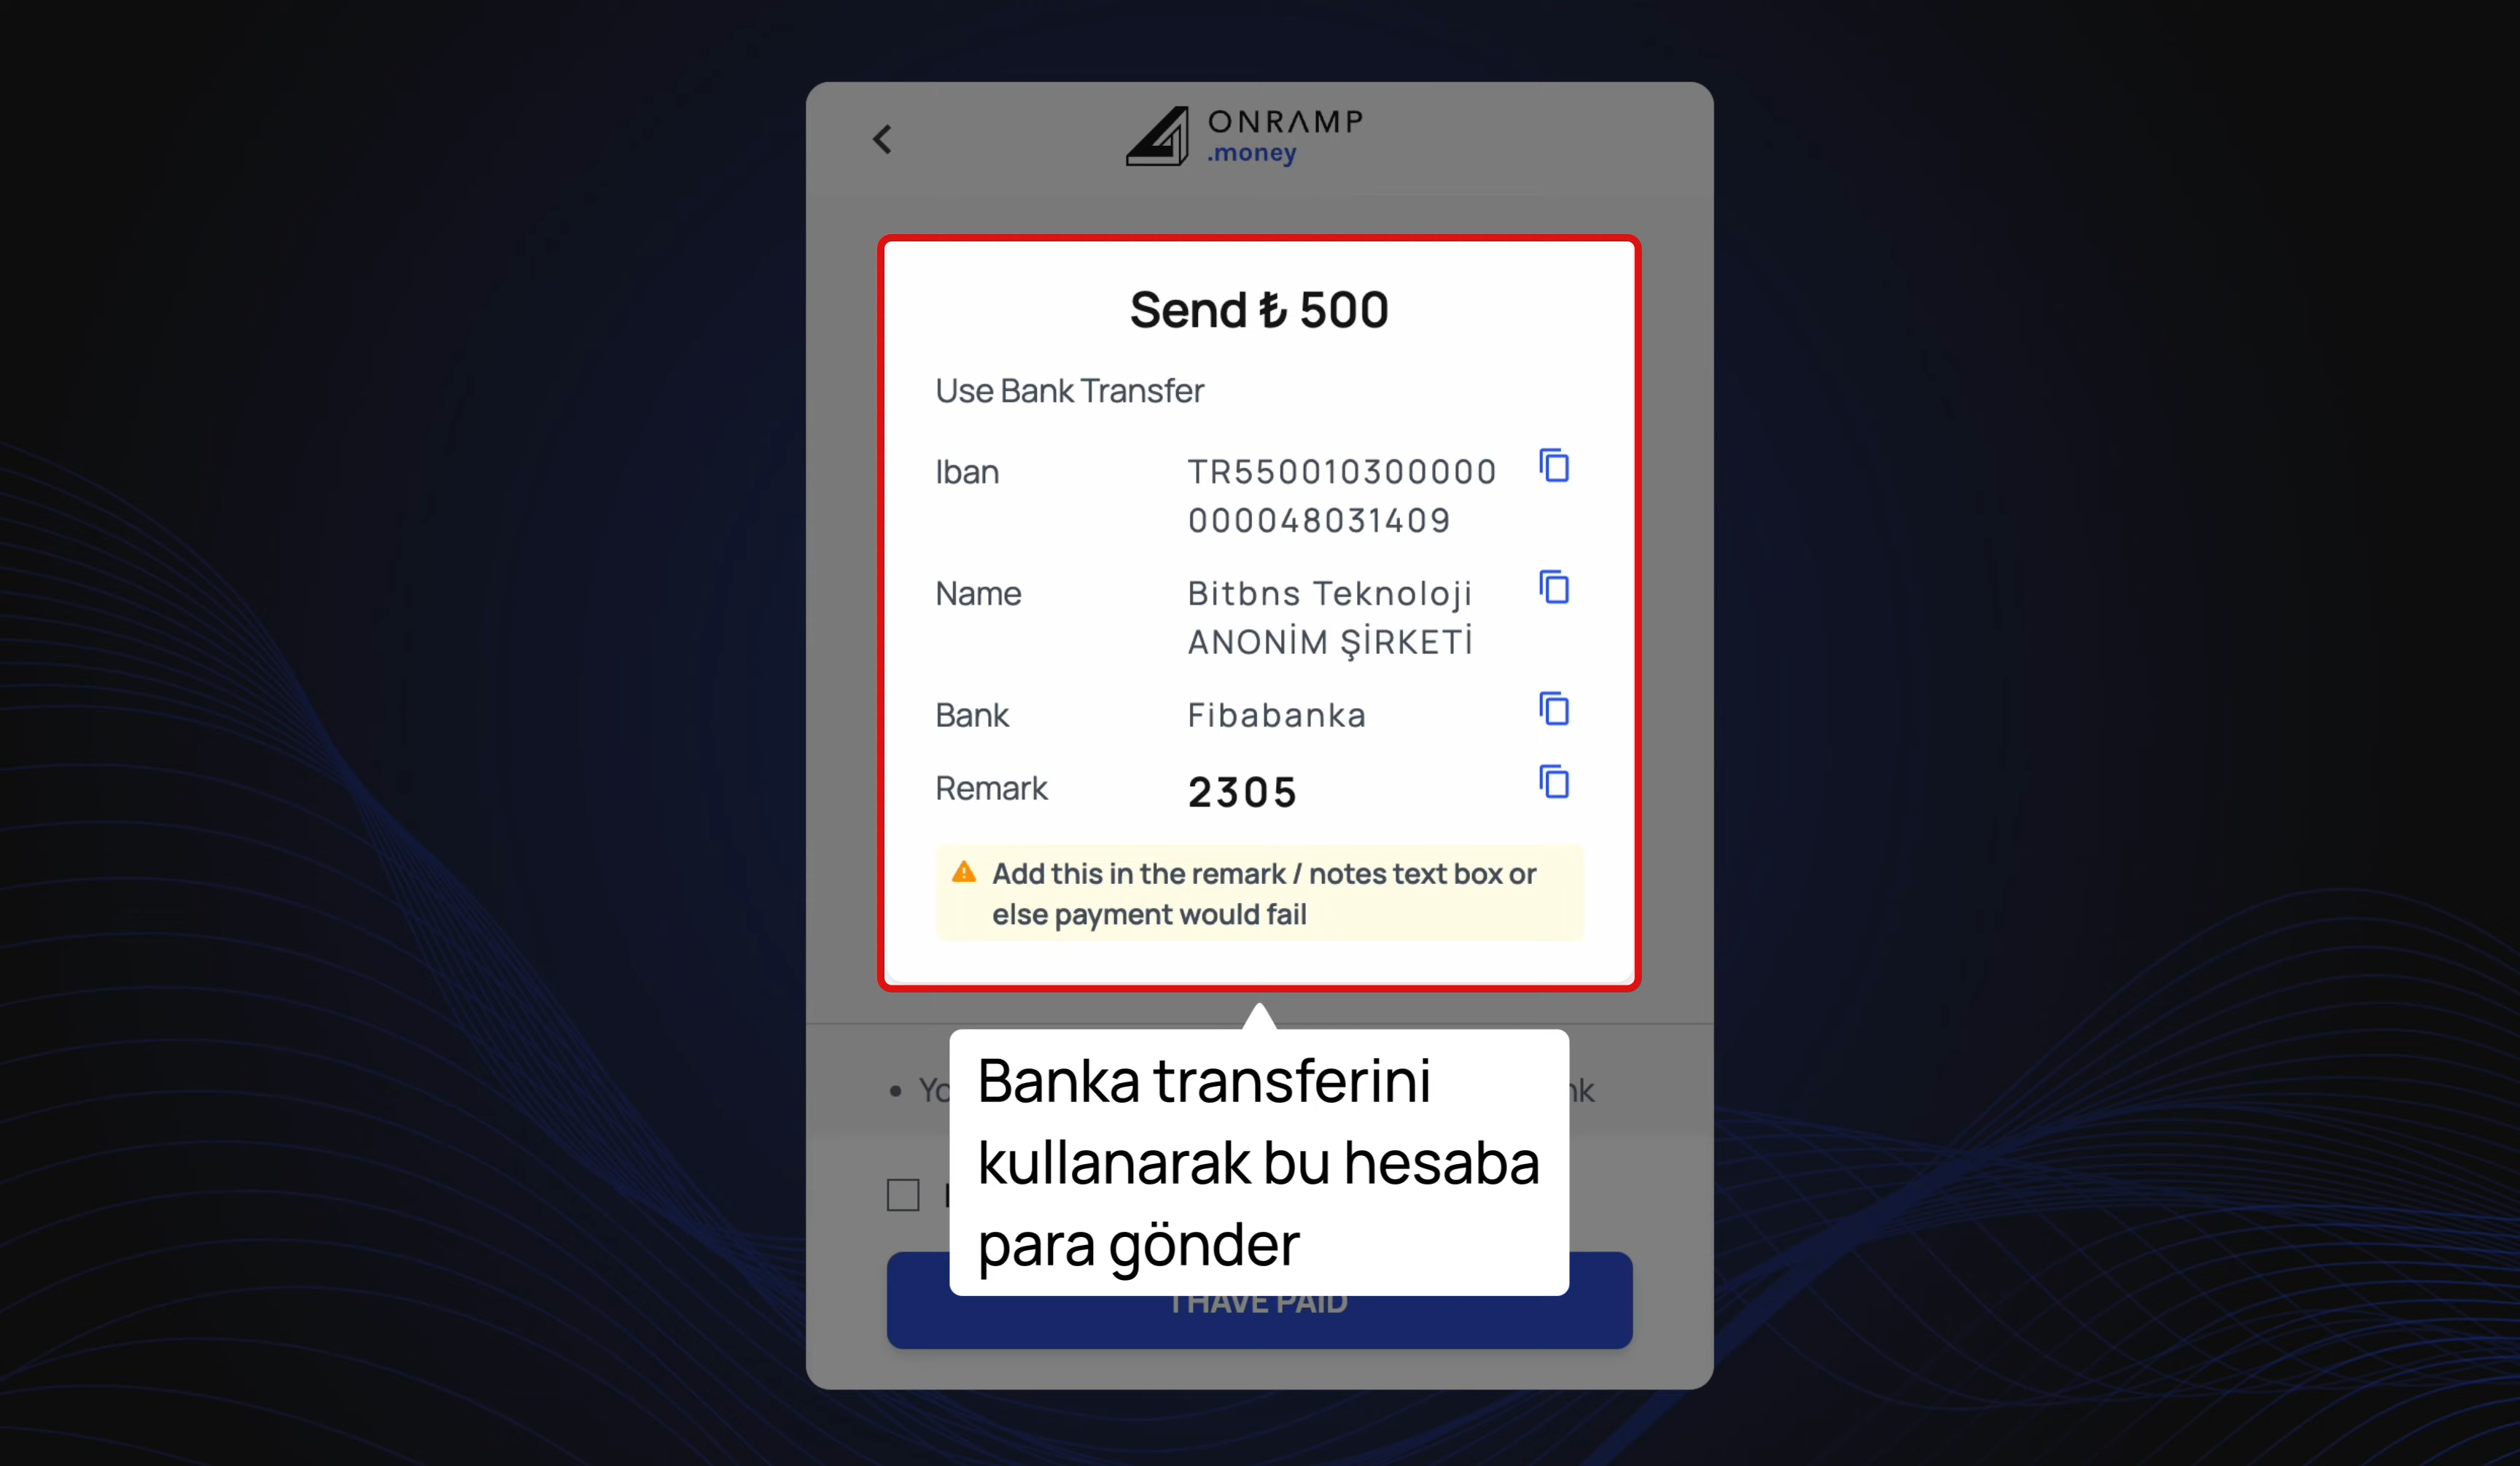 ONRAMP
.money
Send ₺ 500
Use Bank Transfer
Iban TR550010300000
000048031409
Name Bitbns Teknoloji
ANONİM ŞİRKETİ
Bank Fibabanka
Remark 2305
Add this in the remark / notes text box or
else payment would fail
Banka transferini
kullanarak bu hesaba
para gönder
I HAVE PAID